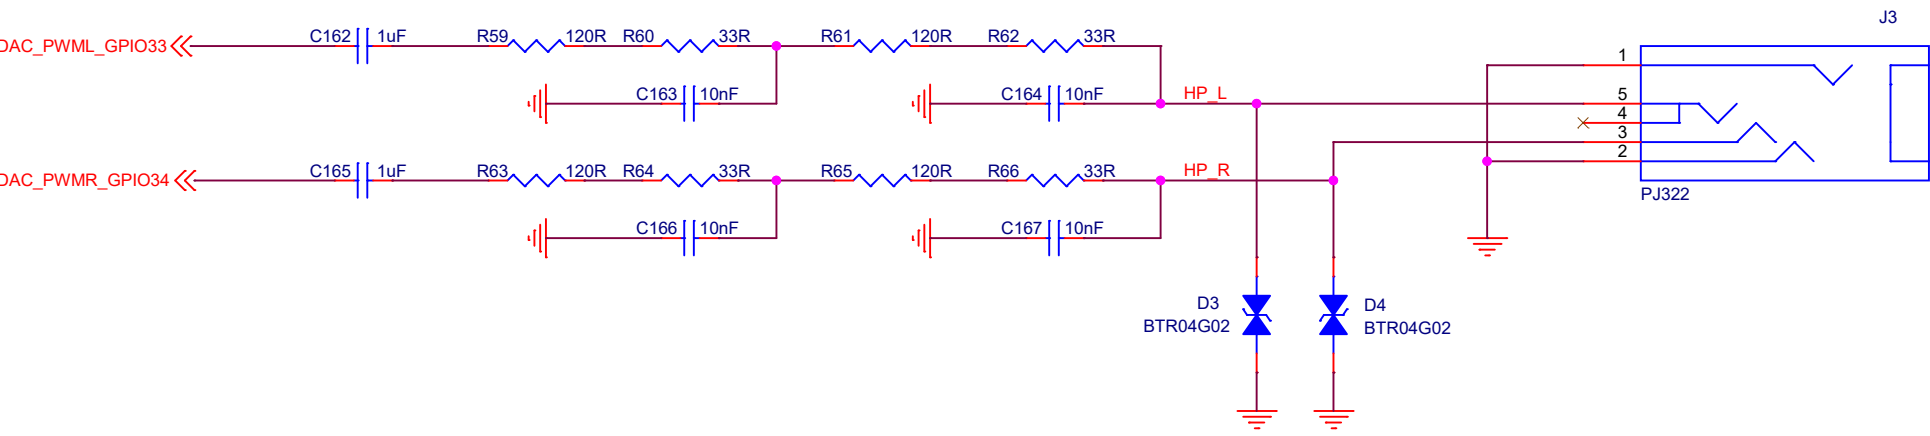 J3
C162 1uF R59 120R R60 33R R61 120R R62 33R
DAC_PWML_GPIO33
1
C163 10nF C164 10nF HP_L 5
4
3
2
C165 1uF R63 120R R64 33R R65 120R R66 33R HP_R
DAC_PWMR_GPIO34
PJ322
C166 10nF C167 10nF
D3 D4
BTR04G02 BTR04G02